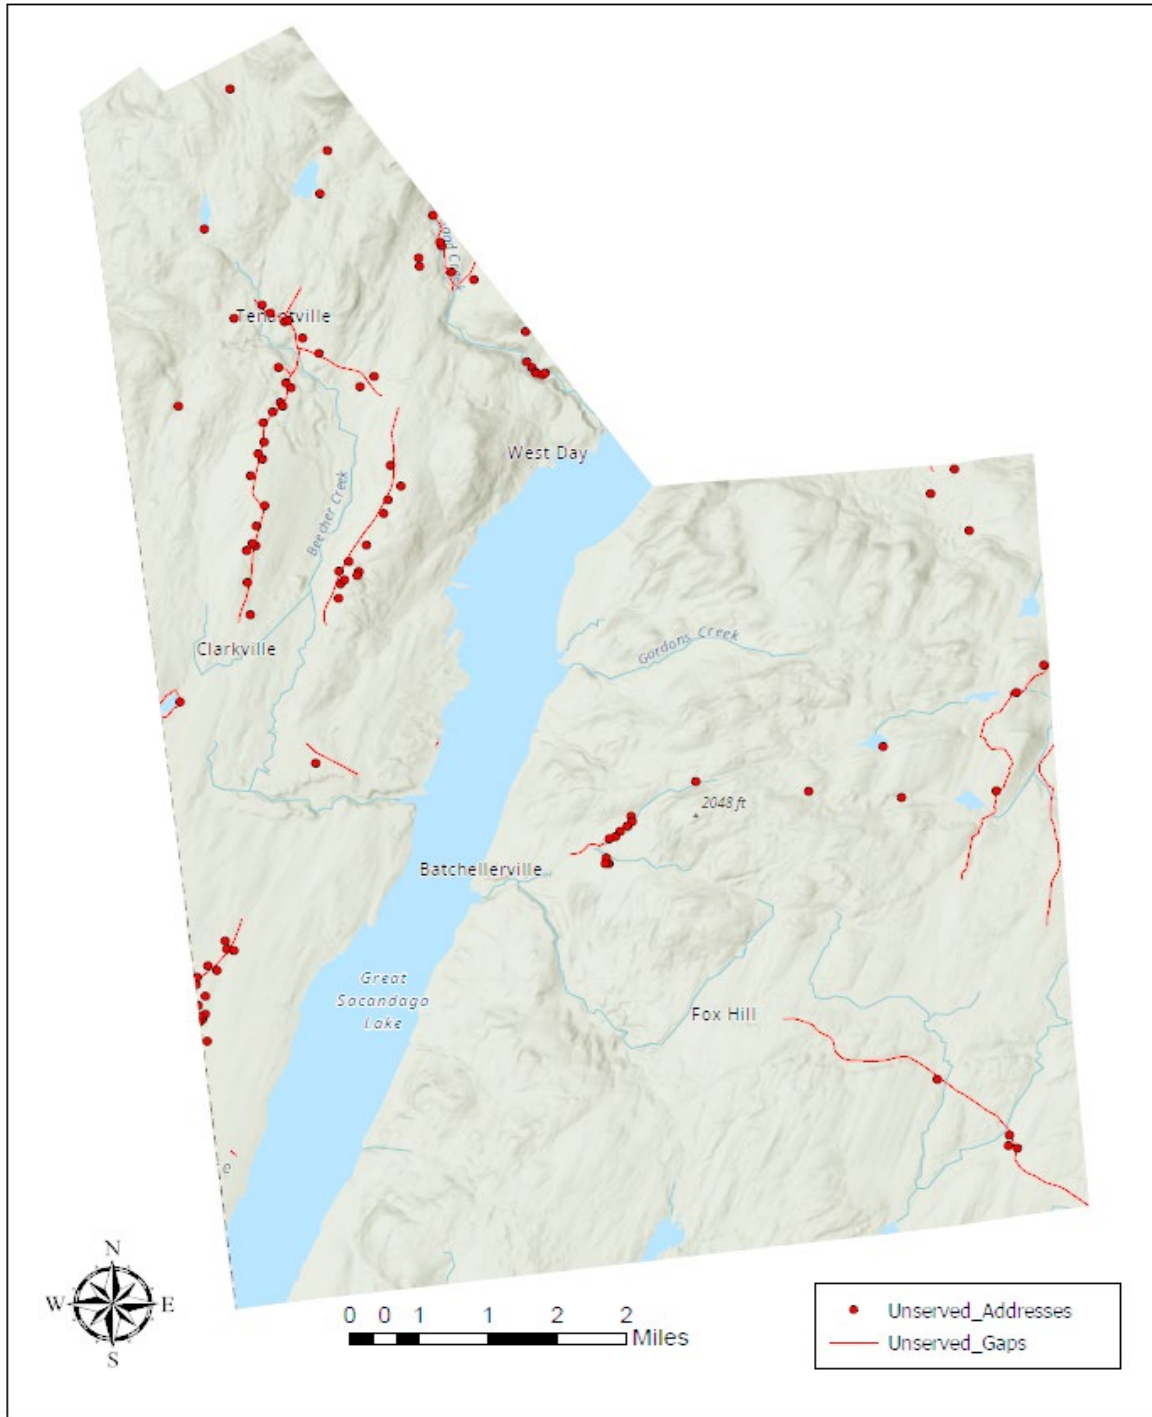 Tenantville
West Day
Beecher Creek
Gordons Creek
Clarkville
2048 ft
Batchellerville
Great
Sacandaga
Lake
Fox Hill
N
W E
S
0 0 1 1 2 2
Miles
Unserved_Addresses
Unserved_Gaps